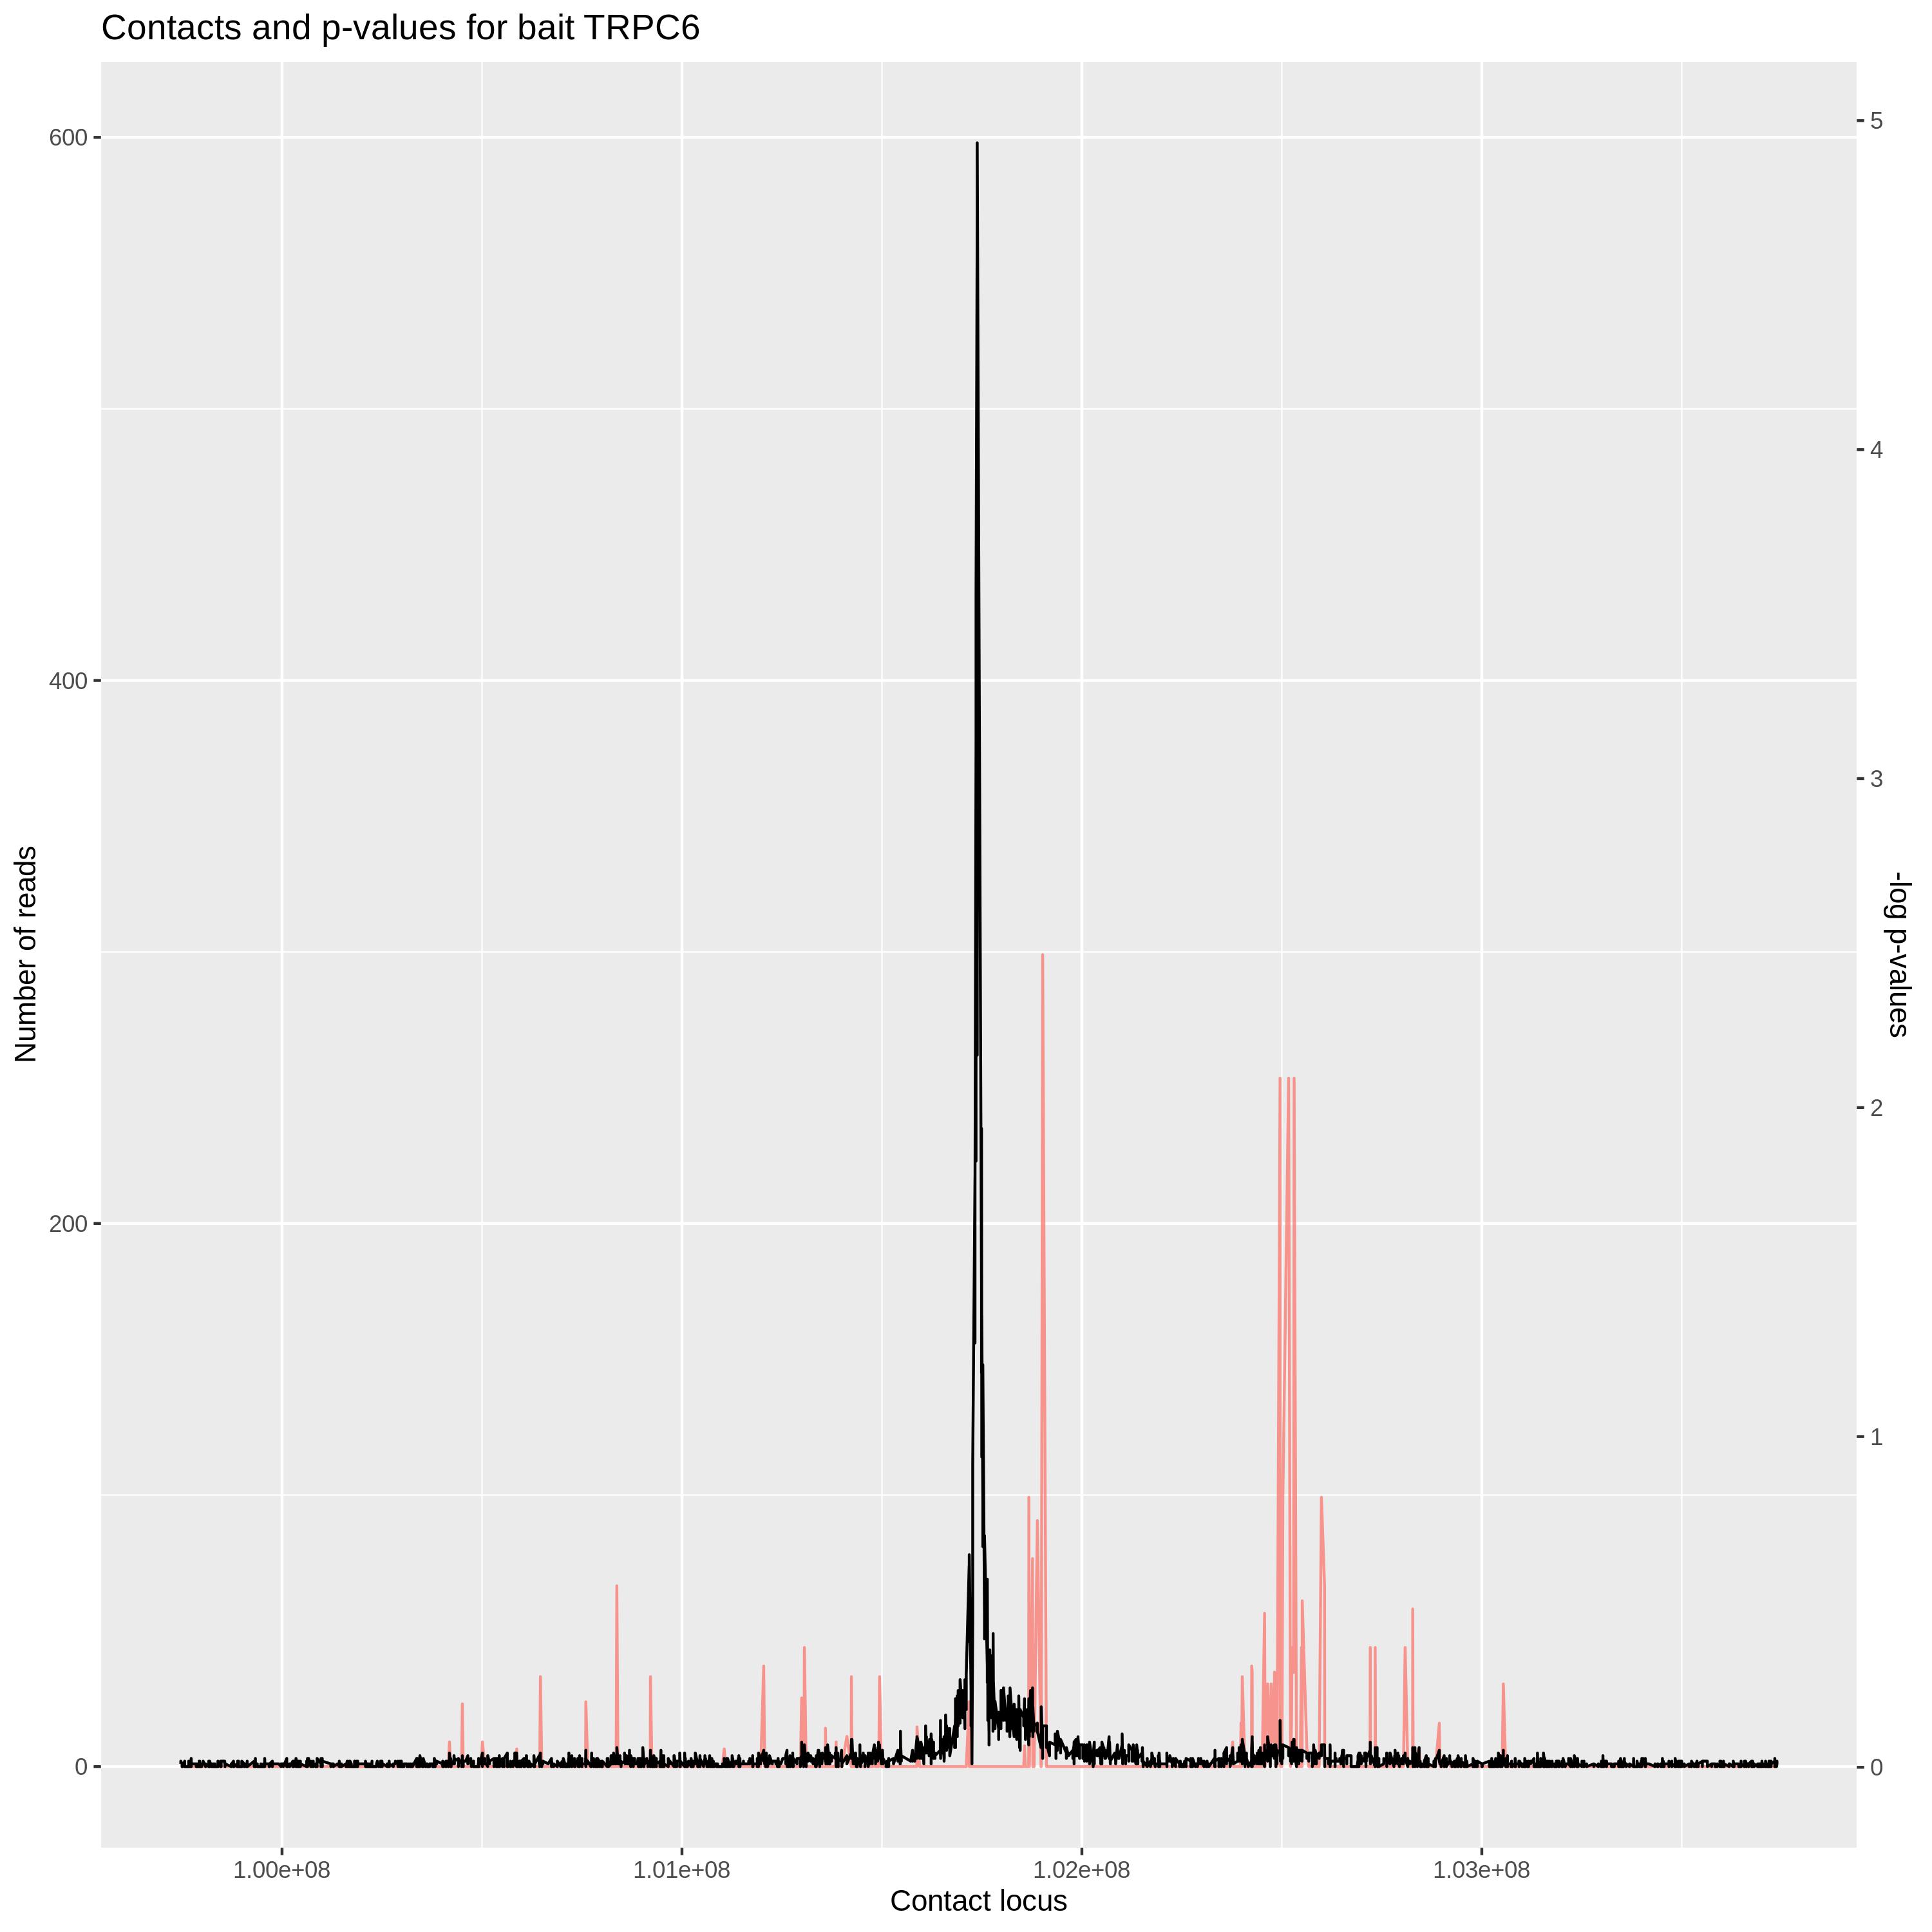 Contacts and p-values for bait TRPC6
600
400
200
0
Number of reads
5
4
3
2
1
0
-log p-values
1.00e+08
1.01e+08
1.02e+08
1.03e+08
Contact locus